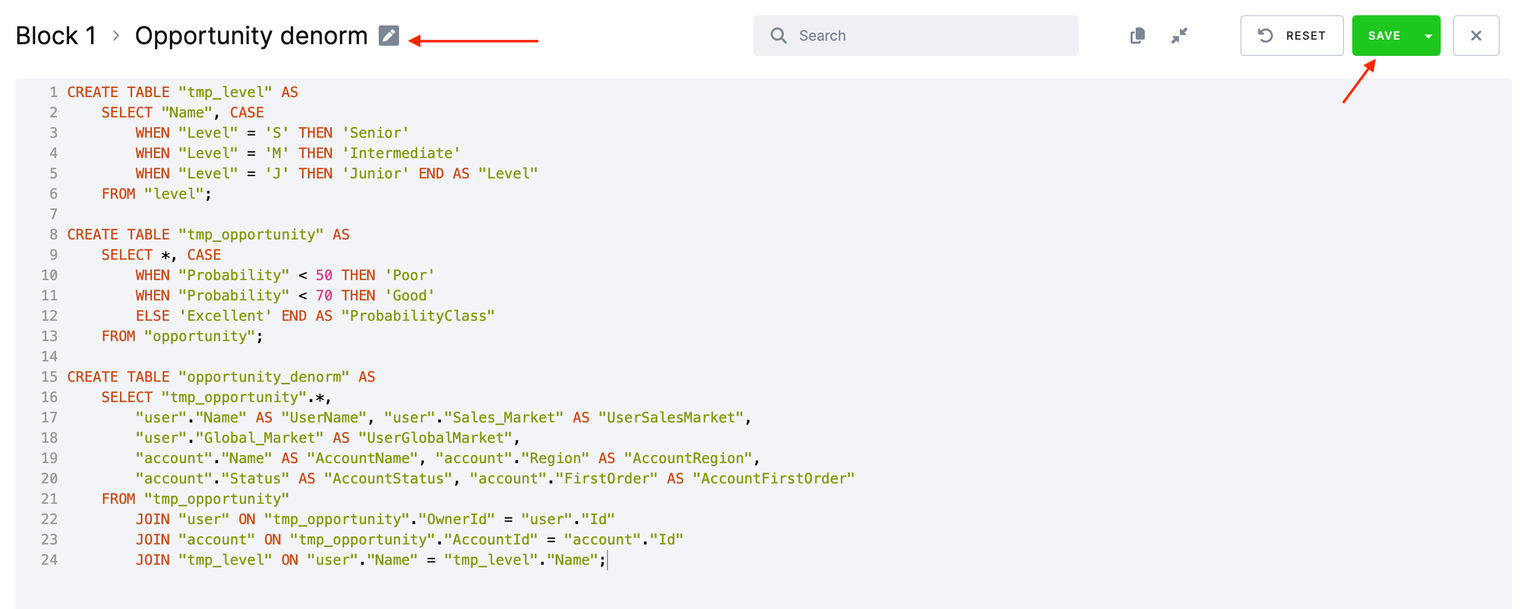 Block 1 > Opportunity denorm
Search
RESET
SAVE
1 CREATE TABLE "tmp_level" AS
2     SELECT "Name", CASE
3         WHEN "Level" = 'S' THEN 'Senior'
4         WHEN "Level" = 'M' THEN 'Intermediate'
5         WHEN "Level" = 'J' THEN 'Junior' END AS "Level"
6     FROM "level";
7
8 CREATE TABLE "tmp_opportunity" AS
9     SELECT *, CASE
10         WHEN "Probability" < 50 THEN 'Poor'
11         WHEN "Probability" < 70 THEN 'Good'
12         ELSE 'Excellent' END AS "ProbabilityClass"
13     FROM "opportunity";
14
15 CREATE TABLE "opportunity_denorm" AS
16     SELECT "tmp_opportunity".*,
17         "user"."Name" AS "UserName", "user"."Sales_Market" AS "UserSalesMarket",
18         "user"."Global_Market" AS "UserGlobalMarket",
19         "account"."Name" AS "AccountName", "account"."Region" AS "AccountRegion",
20         "account"."Status" AS "AccountStatus", "account"."FirstOrder" AS "AccountFirstOrder"
21     FROM "tmp_opportunity"
22         JOIN "user" ON "tmp_opportunity"."OwnerId" = "user"."Id"
23         JOIN "account" ON "tmp_opportunity"."AccountId" = "account"."Id"
24         JOIN "tmp_level" ON "user"."Name" = "tmp_level"."Name";